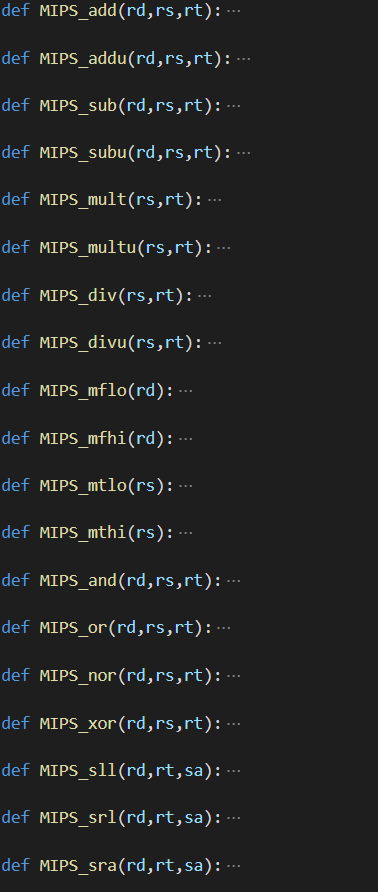 def MIPS_add(rd,rs,rt):···
def MIPS_addu(rd,rs,rt):···
def MIPS_sub(rd,rs,rt):···
def MIPS_subu(rd,rs,rt):···
def MIPS_mult(rs,rt):···
def MIPS_multu(rs,rt):···
def MIPS_div(rs,rt):···
def MIPS_divu(rs,rt):···
def MIPS_mflo(rd):···
def MIPS_mfhi(rd):···
def MIPS_mtlo(rs):···
def MIPS_mthi(rs):···
def MIPS_and(rd,rs,rt):···
def MIPS_or(rd,rs,rt):···
def MIPS_nor(rd,rs,rt):···
def MIPS_xor(rd,rs,rt):···
def MIPS_sll(rd,rt,sa):···
def MIPS_srl(rd,rt,sa):···
def MIPS_sra(rd,rt,sa):···